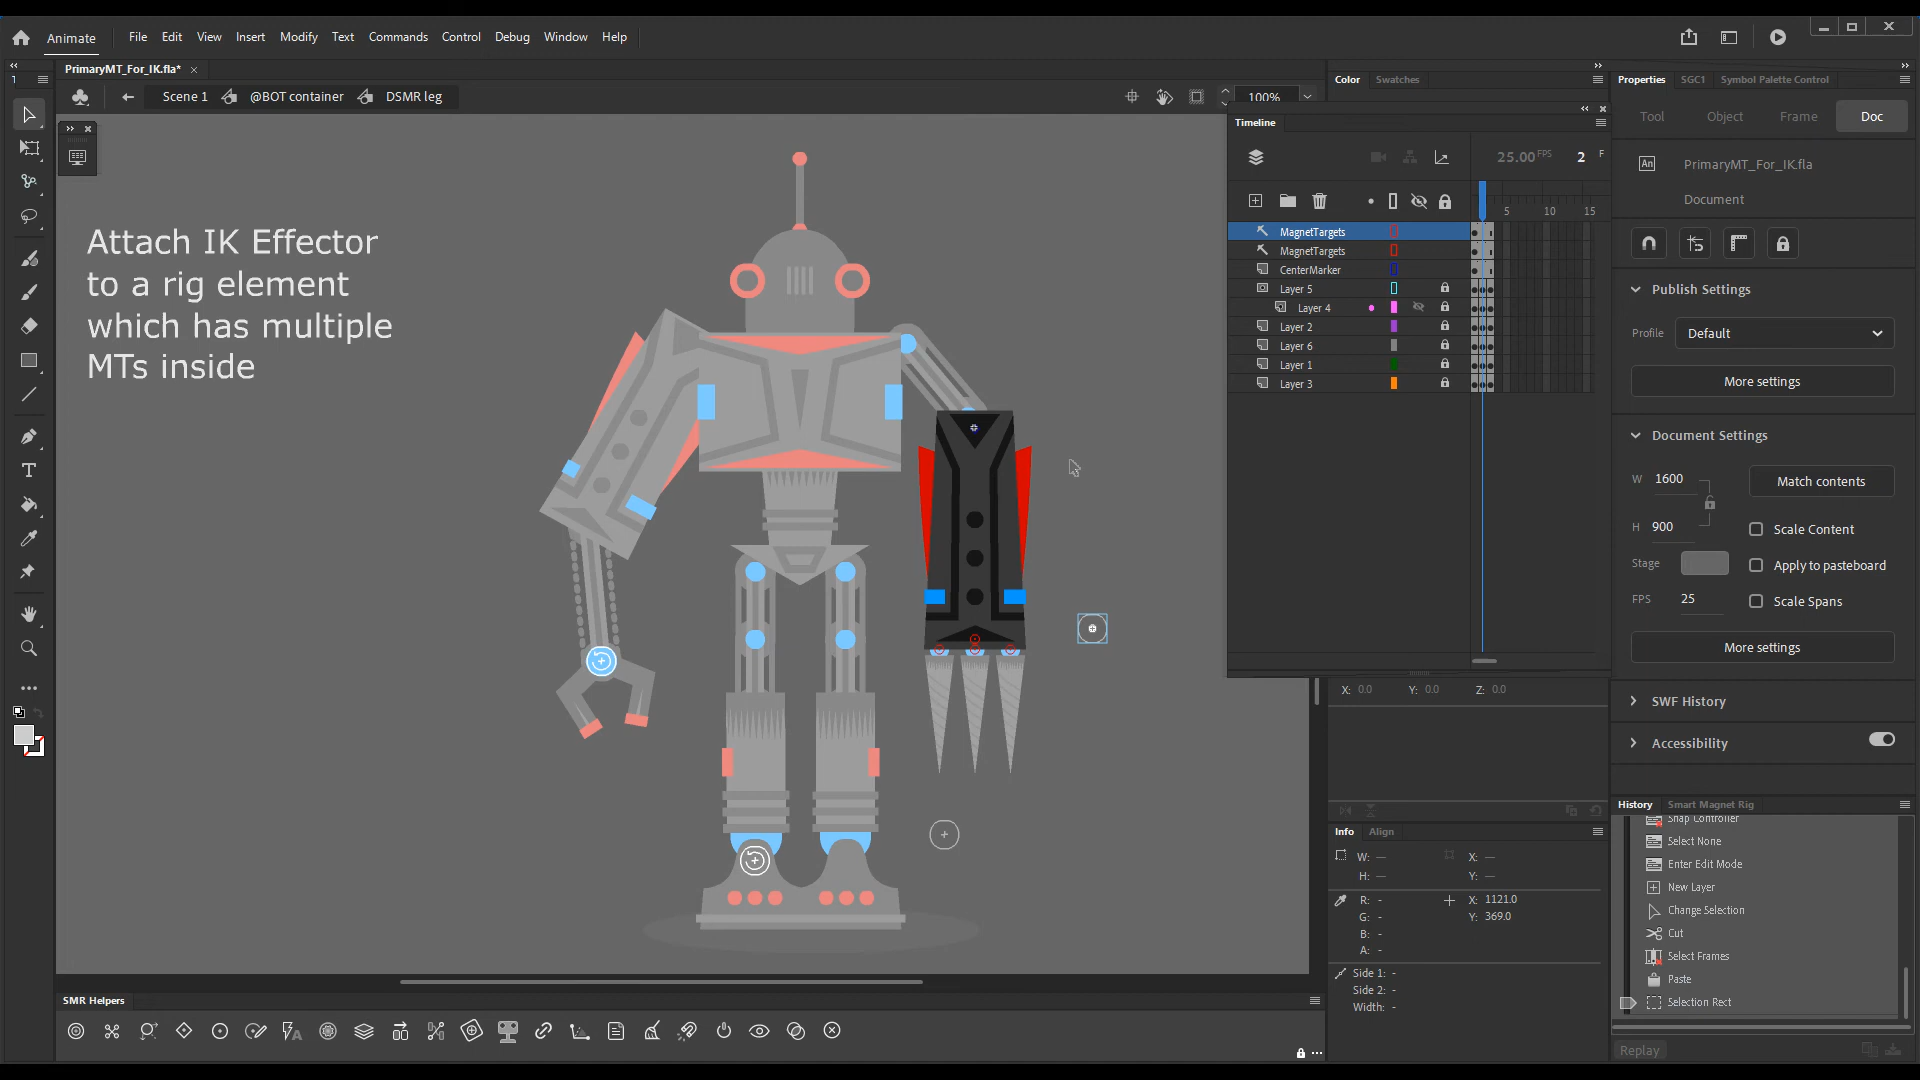 Animate
File Edit View Insert Modify Text Commands Control Debug Window Help
PrimaryMT_For_IK.fla*
Scene 1 @BOT container DSMR leg
100%
Attach IK Effector
to a rig element
which has multiple
MTs inside
Color Swatches
Timeline
25.00 FPS 2 F
5 10 15
MagnetTargets
MagnetTargets
CenterMarker
Layer 5
Layer 4
Layer 2
Layer 6
Layer 1
Layer 3
Properties SGC1 Symbol Palette Control
Tool Object Frame Doc
An PrimaryMT_For_IK.fla
Document
Publish Settings
Profile Default
More settings
Document Settings
W 1600 Match contents
H 900 Scale Content
Stage Apply to pasteboard
FPS 25 Scale Spans
More settings
SWF History
Accessibility
X: 0.0 Y: 0.0 Z: 0.0
Info Align
W: — X: —
H: — Y: —
R: - X: 1121.0
G: - Y: 369.0
B: -
A: -
Side 1: -
Side 2: -
Width: -
History Smart Magnet Rig
Snap Controller
Select None
Enter Edit Mode
New Layer
Change Selection
Cut
Select Frames
Paste
Selection Rect
Replay
SMR Helpers